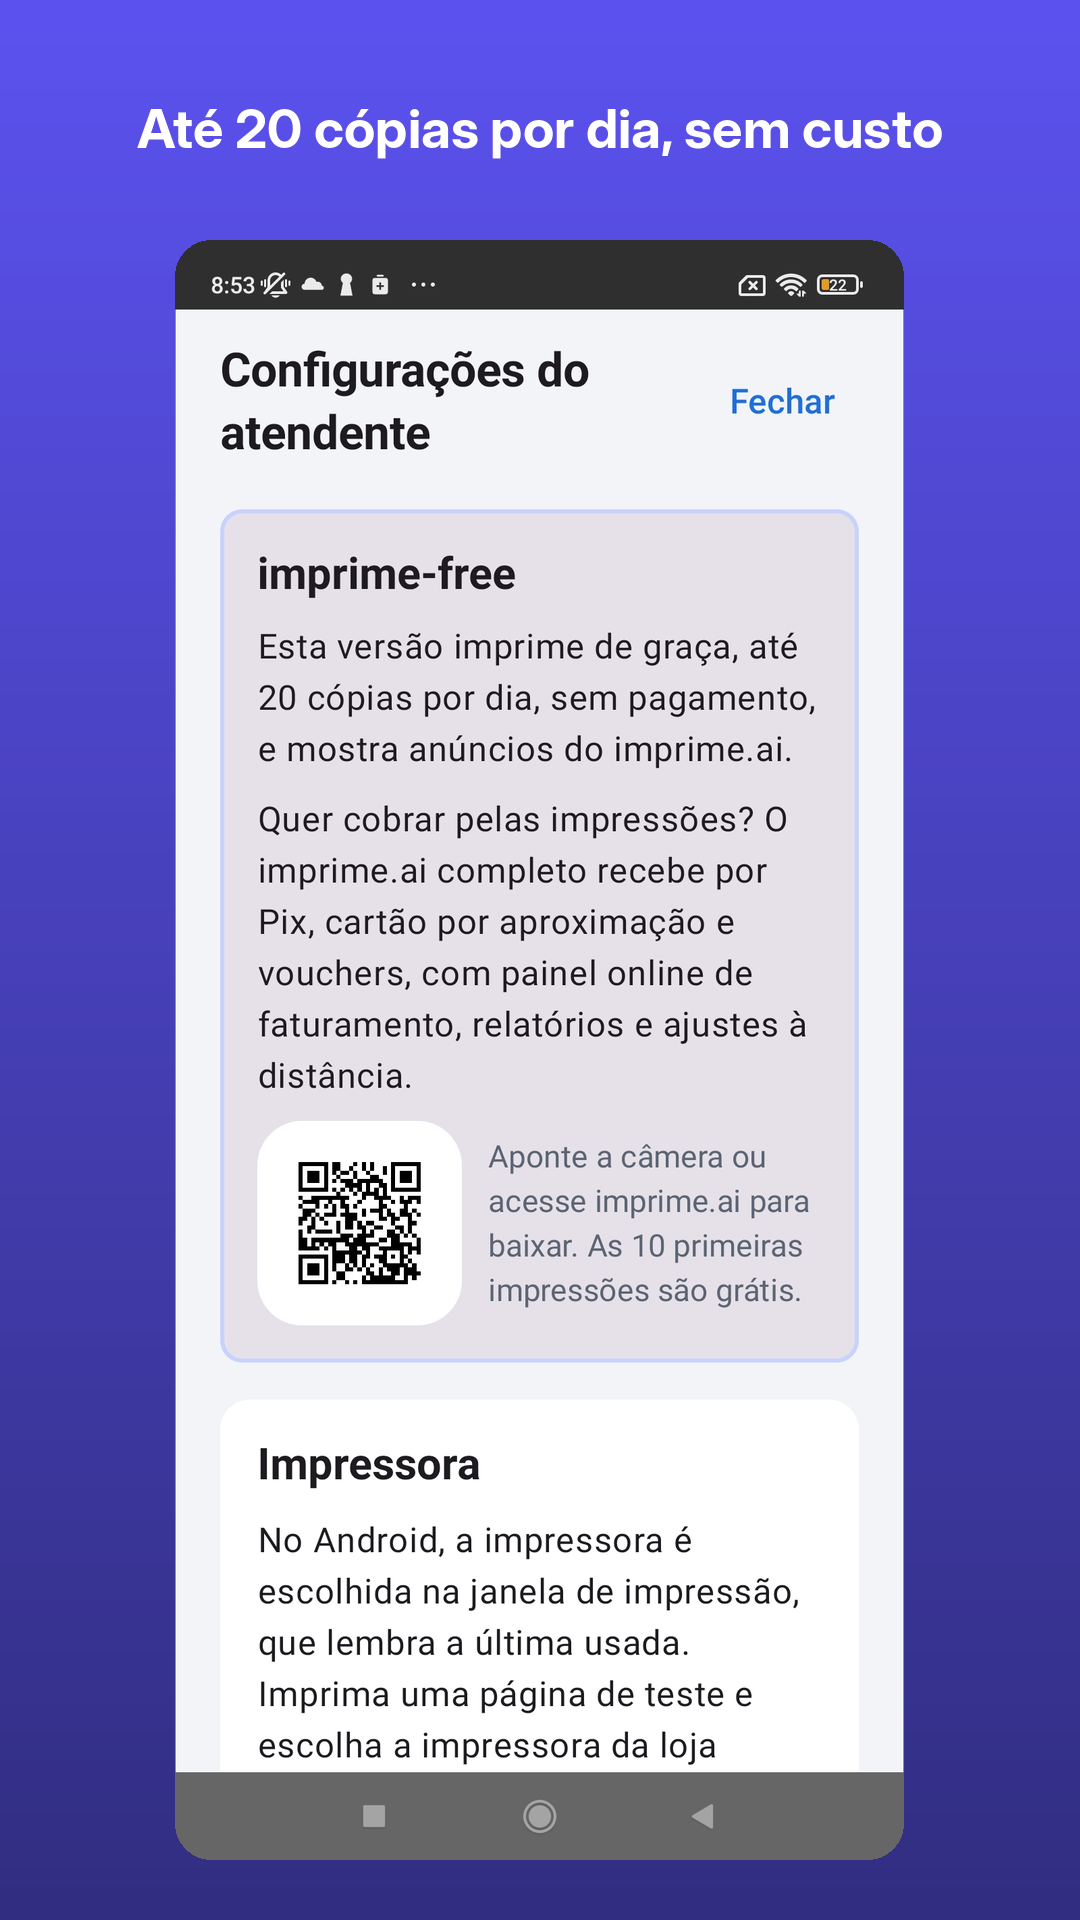 Até 20 cópias por dia, sem custo
8:53
22
Configurações do
atendente
Fechar
imprime-free
Esta versão imprime de graça, até
20 cópias por dia, sem pagamento,
e mostra anúncios do imprime.ai.
Quer cobrar pelas impressões? O
imprime.ai completo recebe por
Pix, cartão por aproximação e
vouchers, com painel online de
faturamento, relatórios e ajustes à
distância.
Aponte a câmera ou
acesse imprime.ai para
baixar. As 10 primeiras
impressões são grátis.
Impressora
No Android, a impressora é
escolhida na janela de impressão,
que lembra a última usada.
Imprima uma página de teste e
escolha a impressora da loja